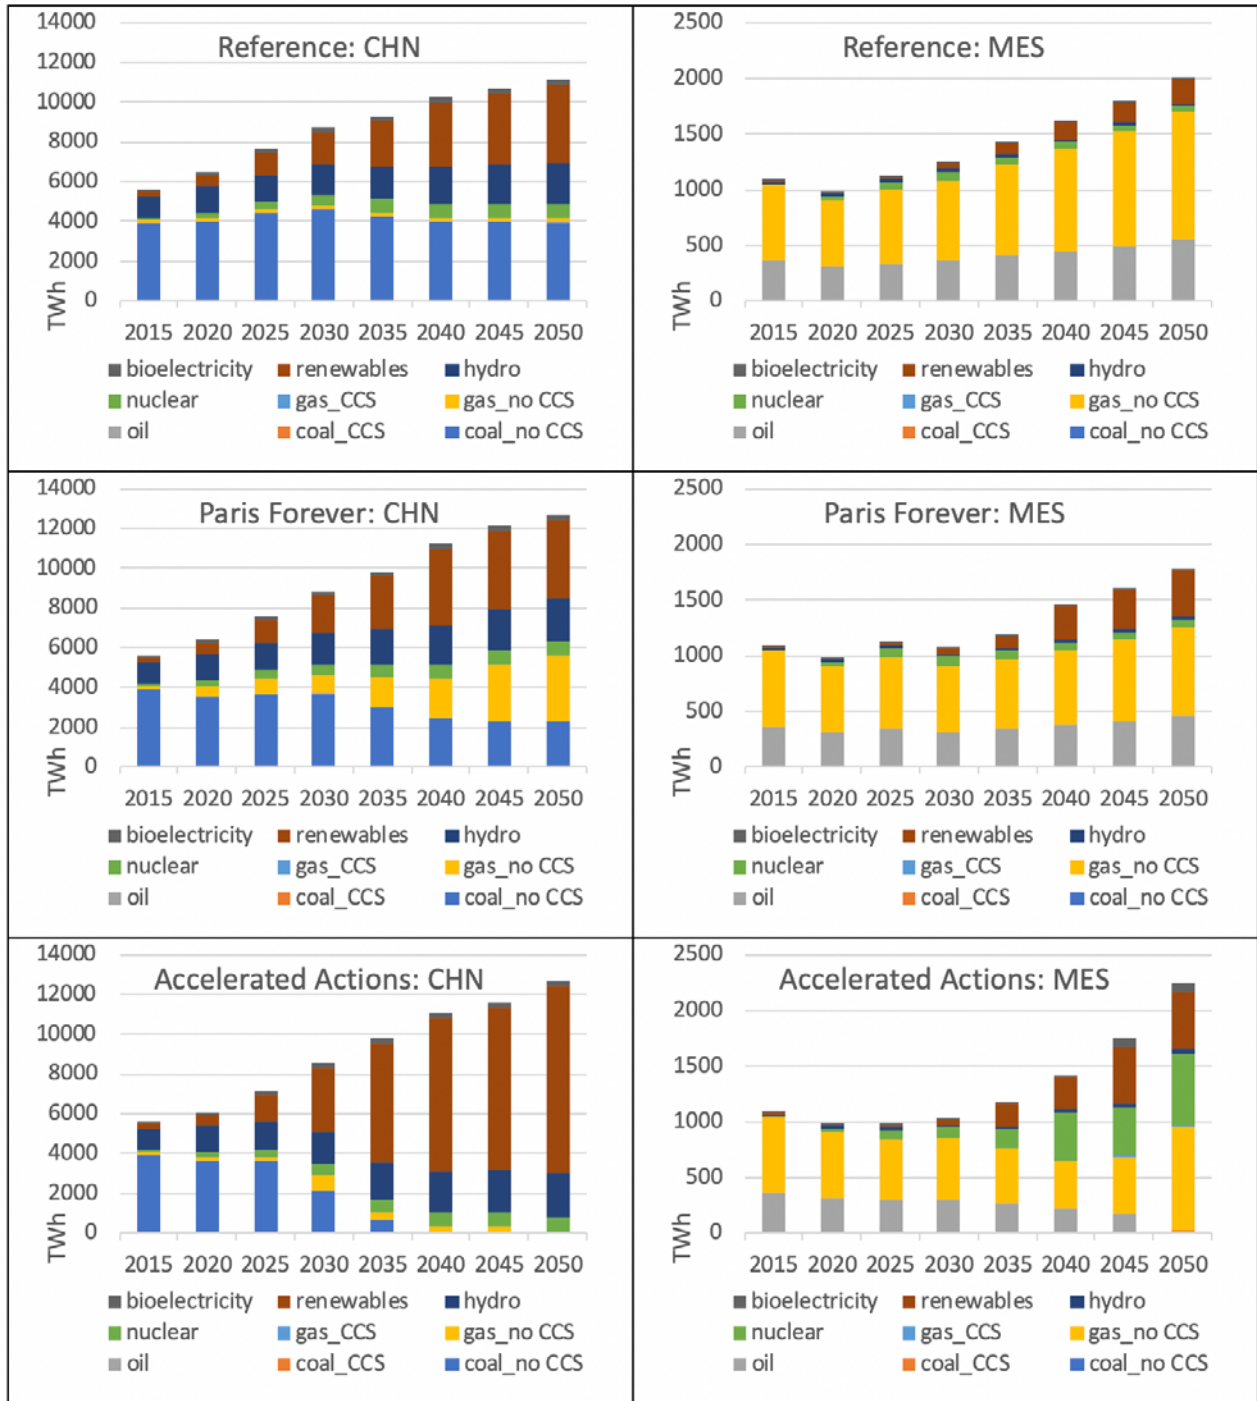 Reference: CHN
14000
12000
10000
8000
6000
4000
2000
0
TWh
2015 2020 2025 2030 2035 2040 2045 2050
bioelectricity renewables hydro
nuclear gas_CCS gas_no CCS
oil coal_CCS coal_no CCS
Reference: MES
2500
2000
1500
1000
500
0
TWh
2015 2020 2025 2030 2035 2040 2045 2050
bioelectricity renewables hydro
nuclear gas_CCS gas_no CCS
oil coal_CCS coal_no CCS
Paris Forever: CHN
14000
12000
10000
8000
6000
4000
2000
0
TWh
2015 2020 2025 2030 2035 2040 2045 2050
bioelectricity renewables hydro
nuclear gas_CCS gas_no CCS
oil coal_CCS coal_no CCS
Paris Forever: MES
2500
2000
1500
1000
500
0
TWh
2015 2020 2025 2030 2035 2040 2045 2050
bioelectricity renewables hydro
nuclear gas_CCS gas_no CCS
oil coal_CCS coal_no CCS
Accelerated Actions: CHN
14000
12000
10000
8000
6000
4000
2000
0
TWh
2015 2020 2025 2030 2035 2040 2045 2050
bioelectricity renewables hydro
nuclear gas_CCS gas_no CCS
oil coal_CCS coal_no CCS
Accelerated Actions: MES
2500
2000
1500
1000
500
0
TWh
2015 2020 2025 2030 2035 2040 2045 2050
bioelectricity renewables hydro
nuclear gas_CCS gas_no CCS
oil coal_CCS coal_no CCS